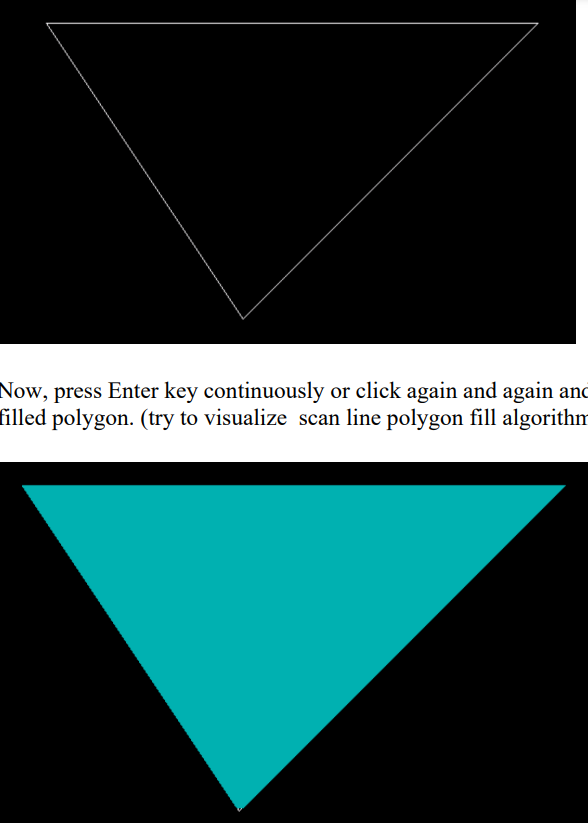 Now, press Enter key continuously or click again and again and
filled polygon. (try to visualize  scan line polygon fill algorithm